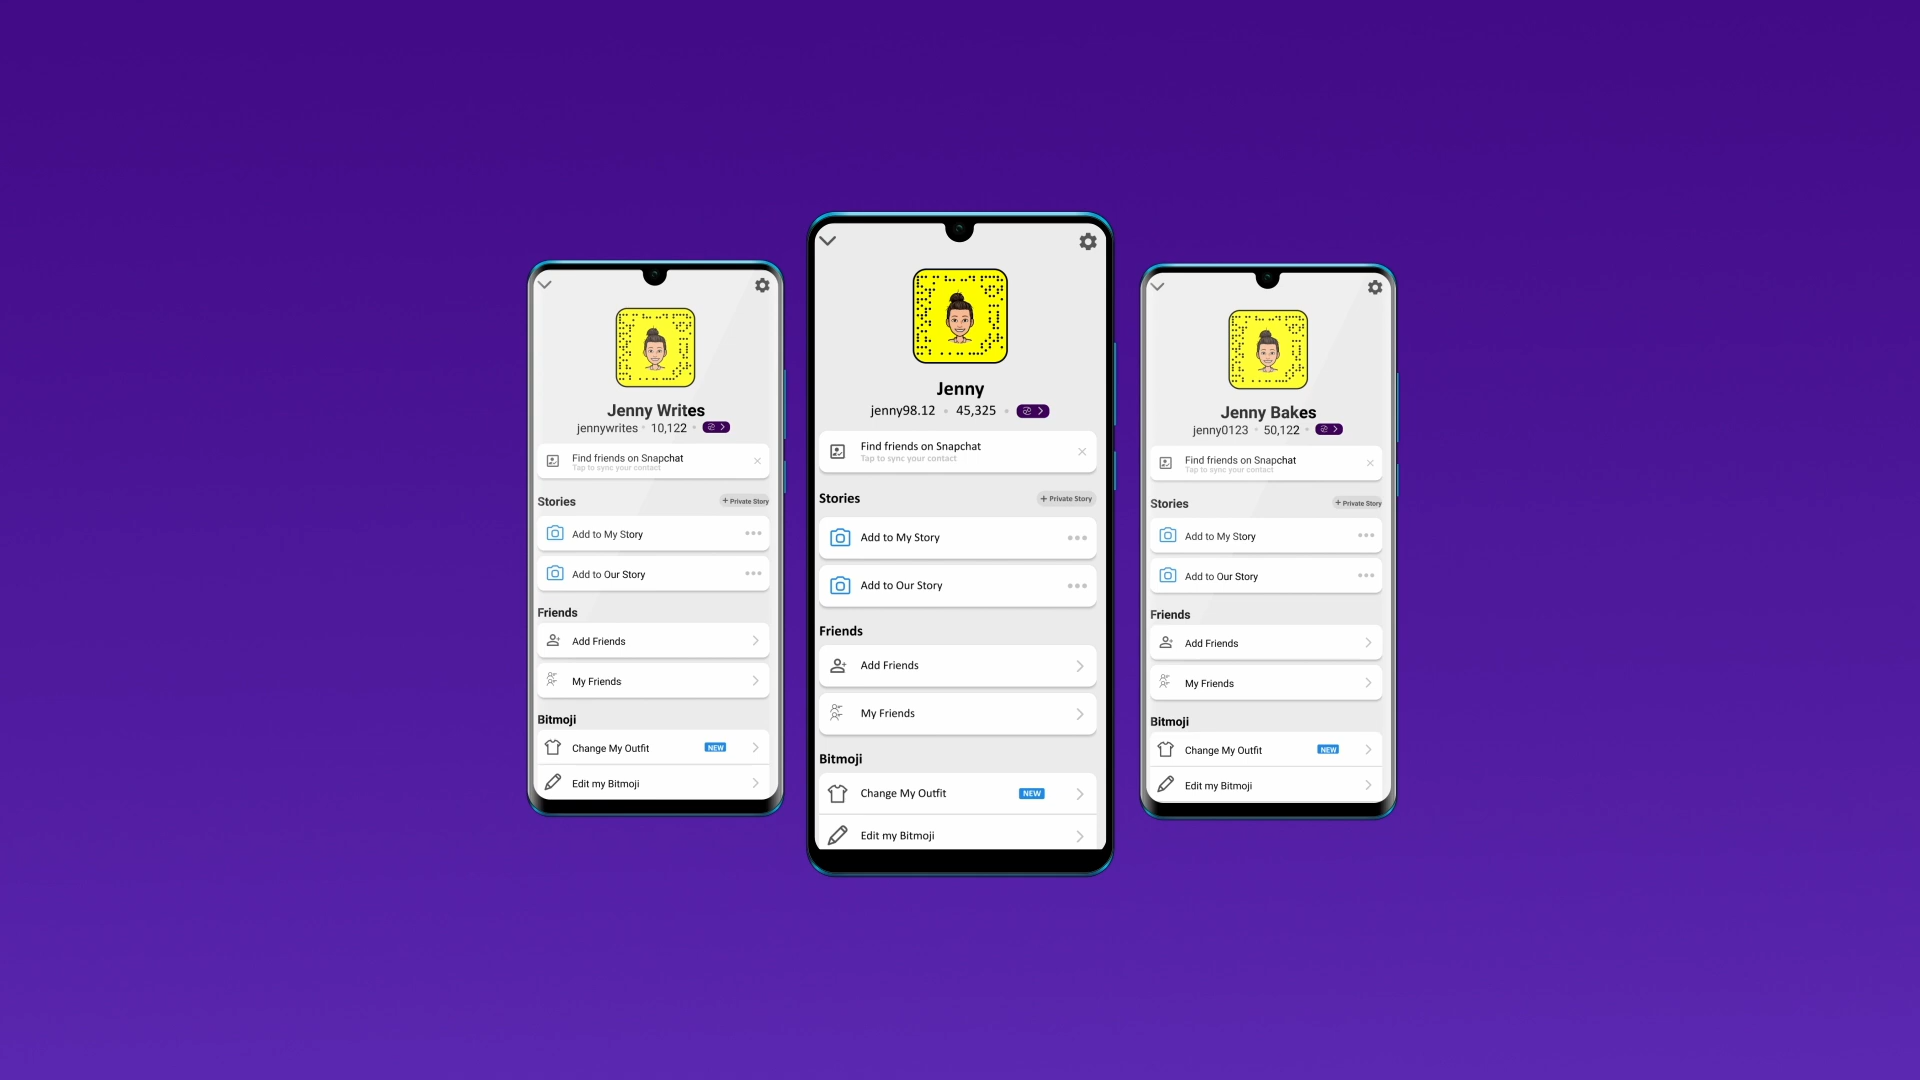 Jenny Writes
jennywrites 10,122
Find friends on Snapchat
Tap to sync your contact
Stories
+ Private Story
Add to My Story
Add to Our Story
Friends
Add Friends
My Friends
Bitmoji
Change My Outfit NEW
Edit my Bitmoji
Jenny
jenny98.12 45,325
Find friends on Snapchat
Tap to sync your contact
Stories
+ Private Story
Add to My Story
Add to Our Story
Friends
Add Friends
My Friends
Bitmoji
Change My Outfit NEW
Edit my Bitmoji
Jenny Bakes
jenny0123 50,122
Find friends on Snapchat
Tap to sync your contact
Stories
+ Private Story
Add to My Story
Add to Our Story
Friends
Add Friends
My Friends
Bitmoji
Change My Outfit NEW
Edit my Bitmoji